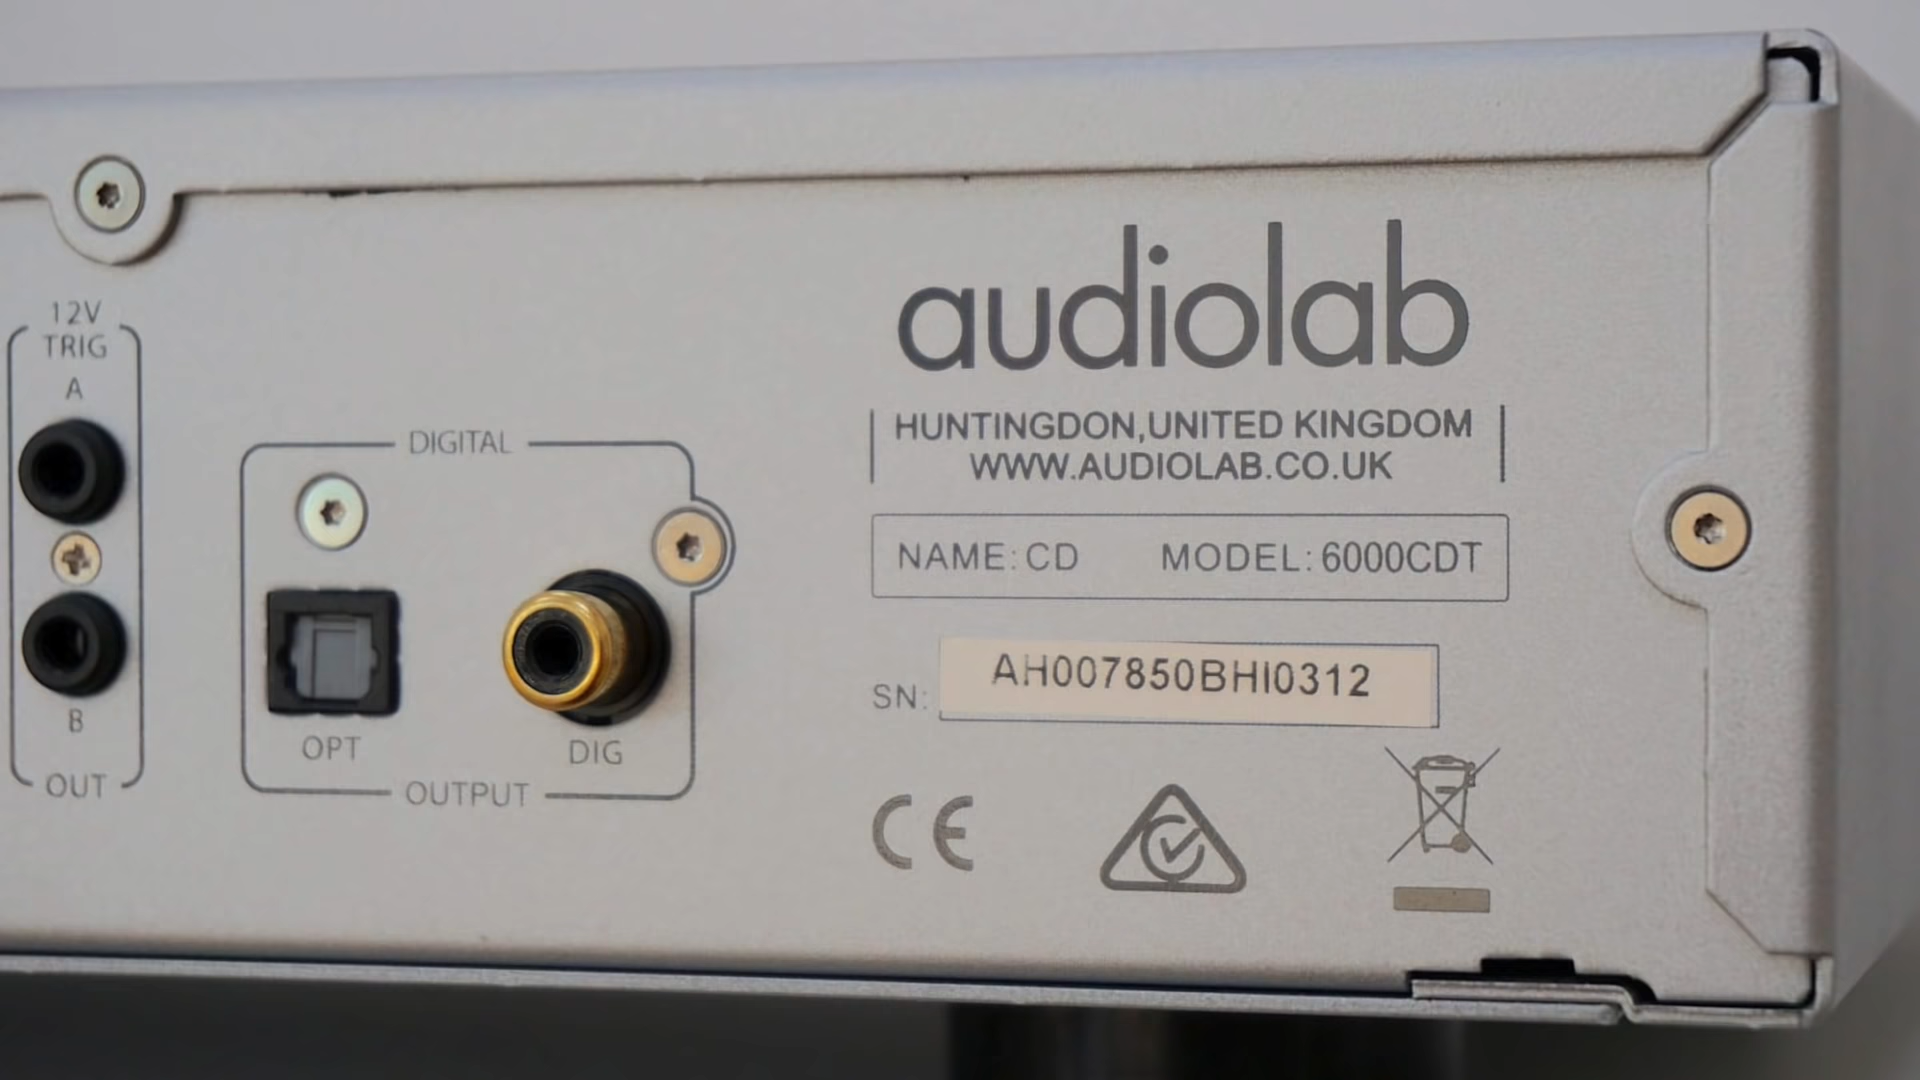 12V
TRIG
A
B
OUT
DIGITAL
OPT
DIG
OUTPUT
audiolab
HUNTINGDON,UNITED KINGDOM
WWW.AUDIOLAB.CO.UK
NAME: CD MODEL: 6000CDT
SN: AH007850BHI0312
CE